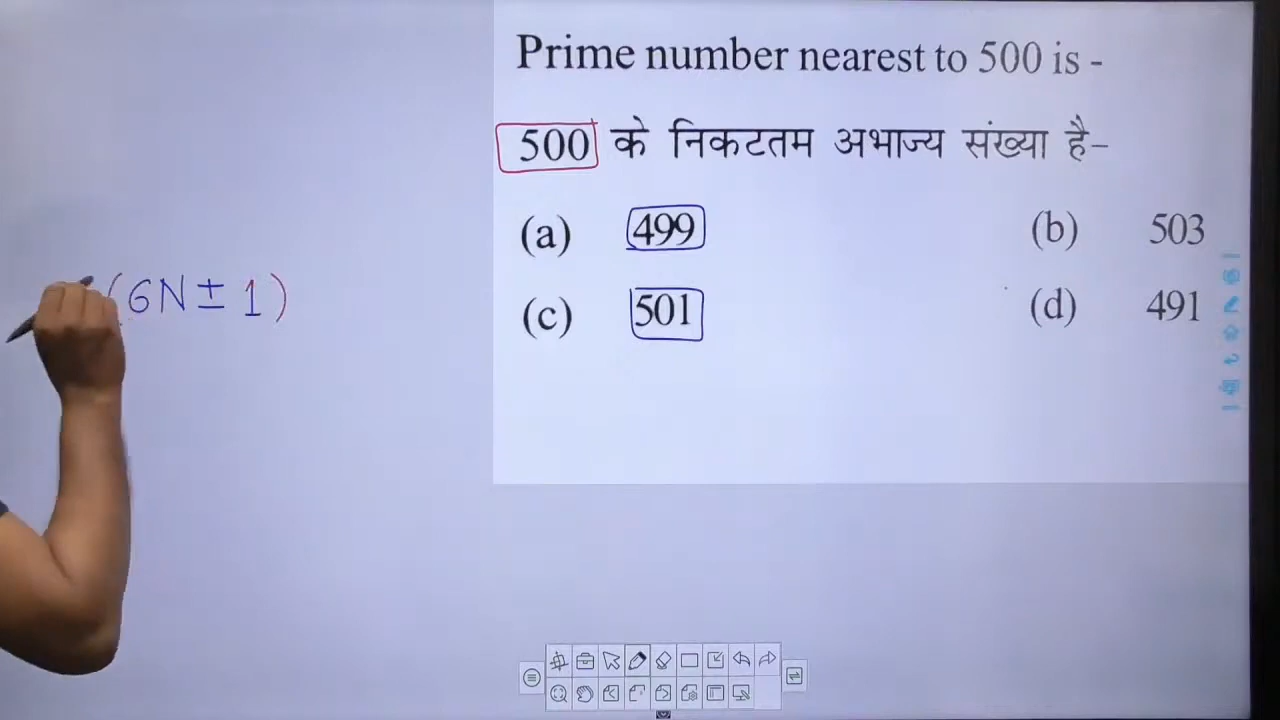 Prime number nearest to 500 is -
500 के निकटतम अभाज्य संख्या है-
(a) 499 (b) 503
(c) 501 (d) 491
(6N ± 1)